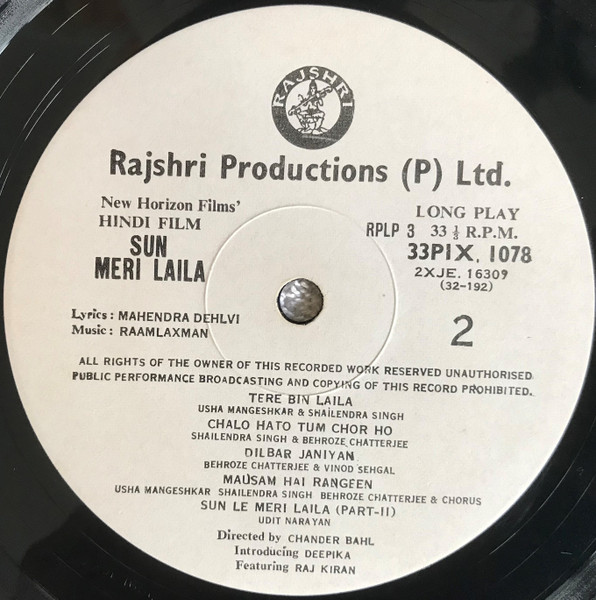 RAJSHRI
Rajshri Productions (P) Ltd.
New Horizon Films'
HINDI FILM
SUN
MERI LAILA
LONG PLAY
RPLP 3 33 1/3 R.P.M.
33PIX. 1078
2XJE. 16309
(32-192)
Lyrics: MAHENDRA DEHLVI
Music: RAAMLAXMAN
2
ALL RIGHTS OF THE OWNER OF THIS RECORDED WORK RESERVED UNAUTHORISED
PUBLIC PERFORMANCE BROADCASTING AND COPYING OF THIS RECORD PROHIBITED.
TERE BIN LAILA
USHA MANGESHKAR & SHAILENDRA SINGH
CHALO HATO TUM CHOR HO
SHAILENDRA SINGH & BEHROZE CHATTERJEE
DILBAR JANIYAN
BEHROZE CHATTERJEE & VINOD SEHGAL
MAUSAM HAI RANGEEN
USHA MANGESHKAR SHAILENDRA SINGH BEHROZE CHATTERJEE & CHORUS
SUN LE MERI LAILA (PART-II)
UDIT NARAYAN
Directed by CHANDER BAHL
Introducing DEEPIKA
Featuring RAJ KIRAN